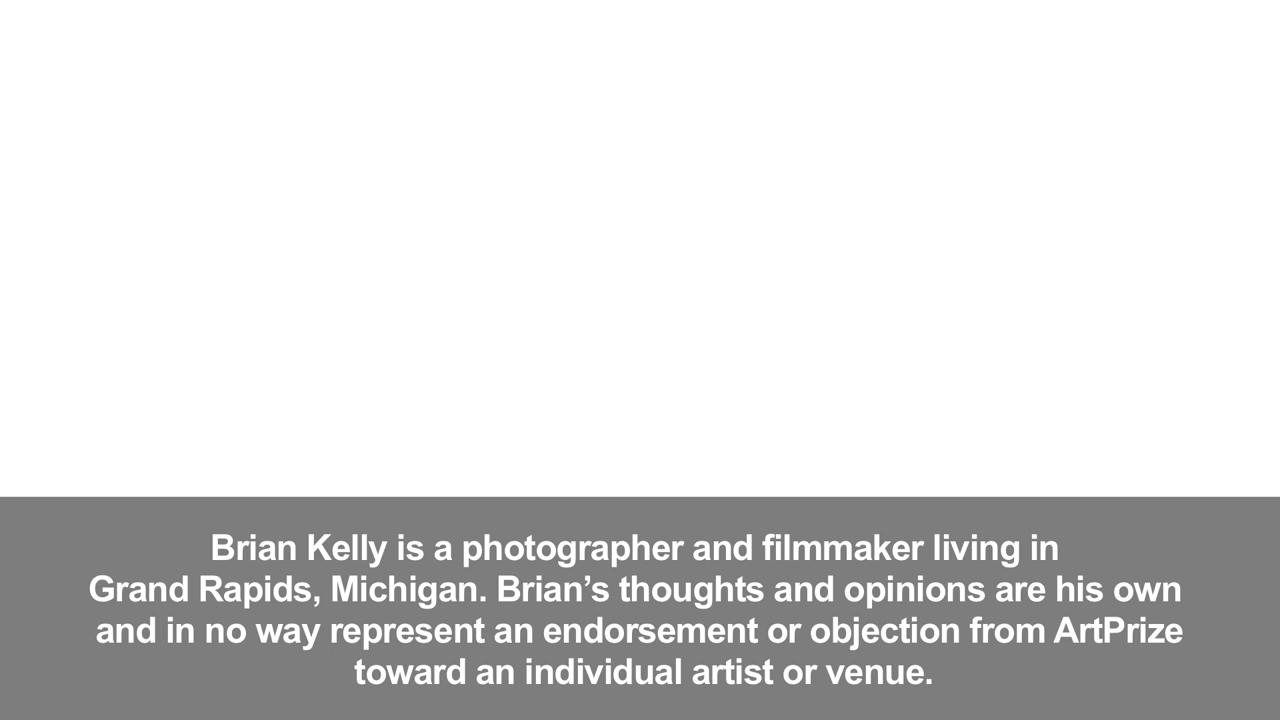 Brian Kelly is a photographer and filmmaker living in
Grand Rapids, Michigan. Brian’s thoughts and opinions are his own
and in no way represent an endorsement or objection from ArtPrize
toward an individual artist or venue.